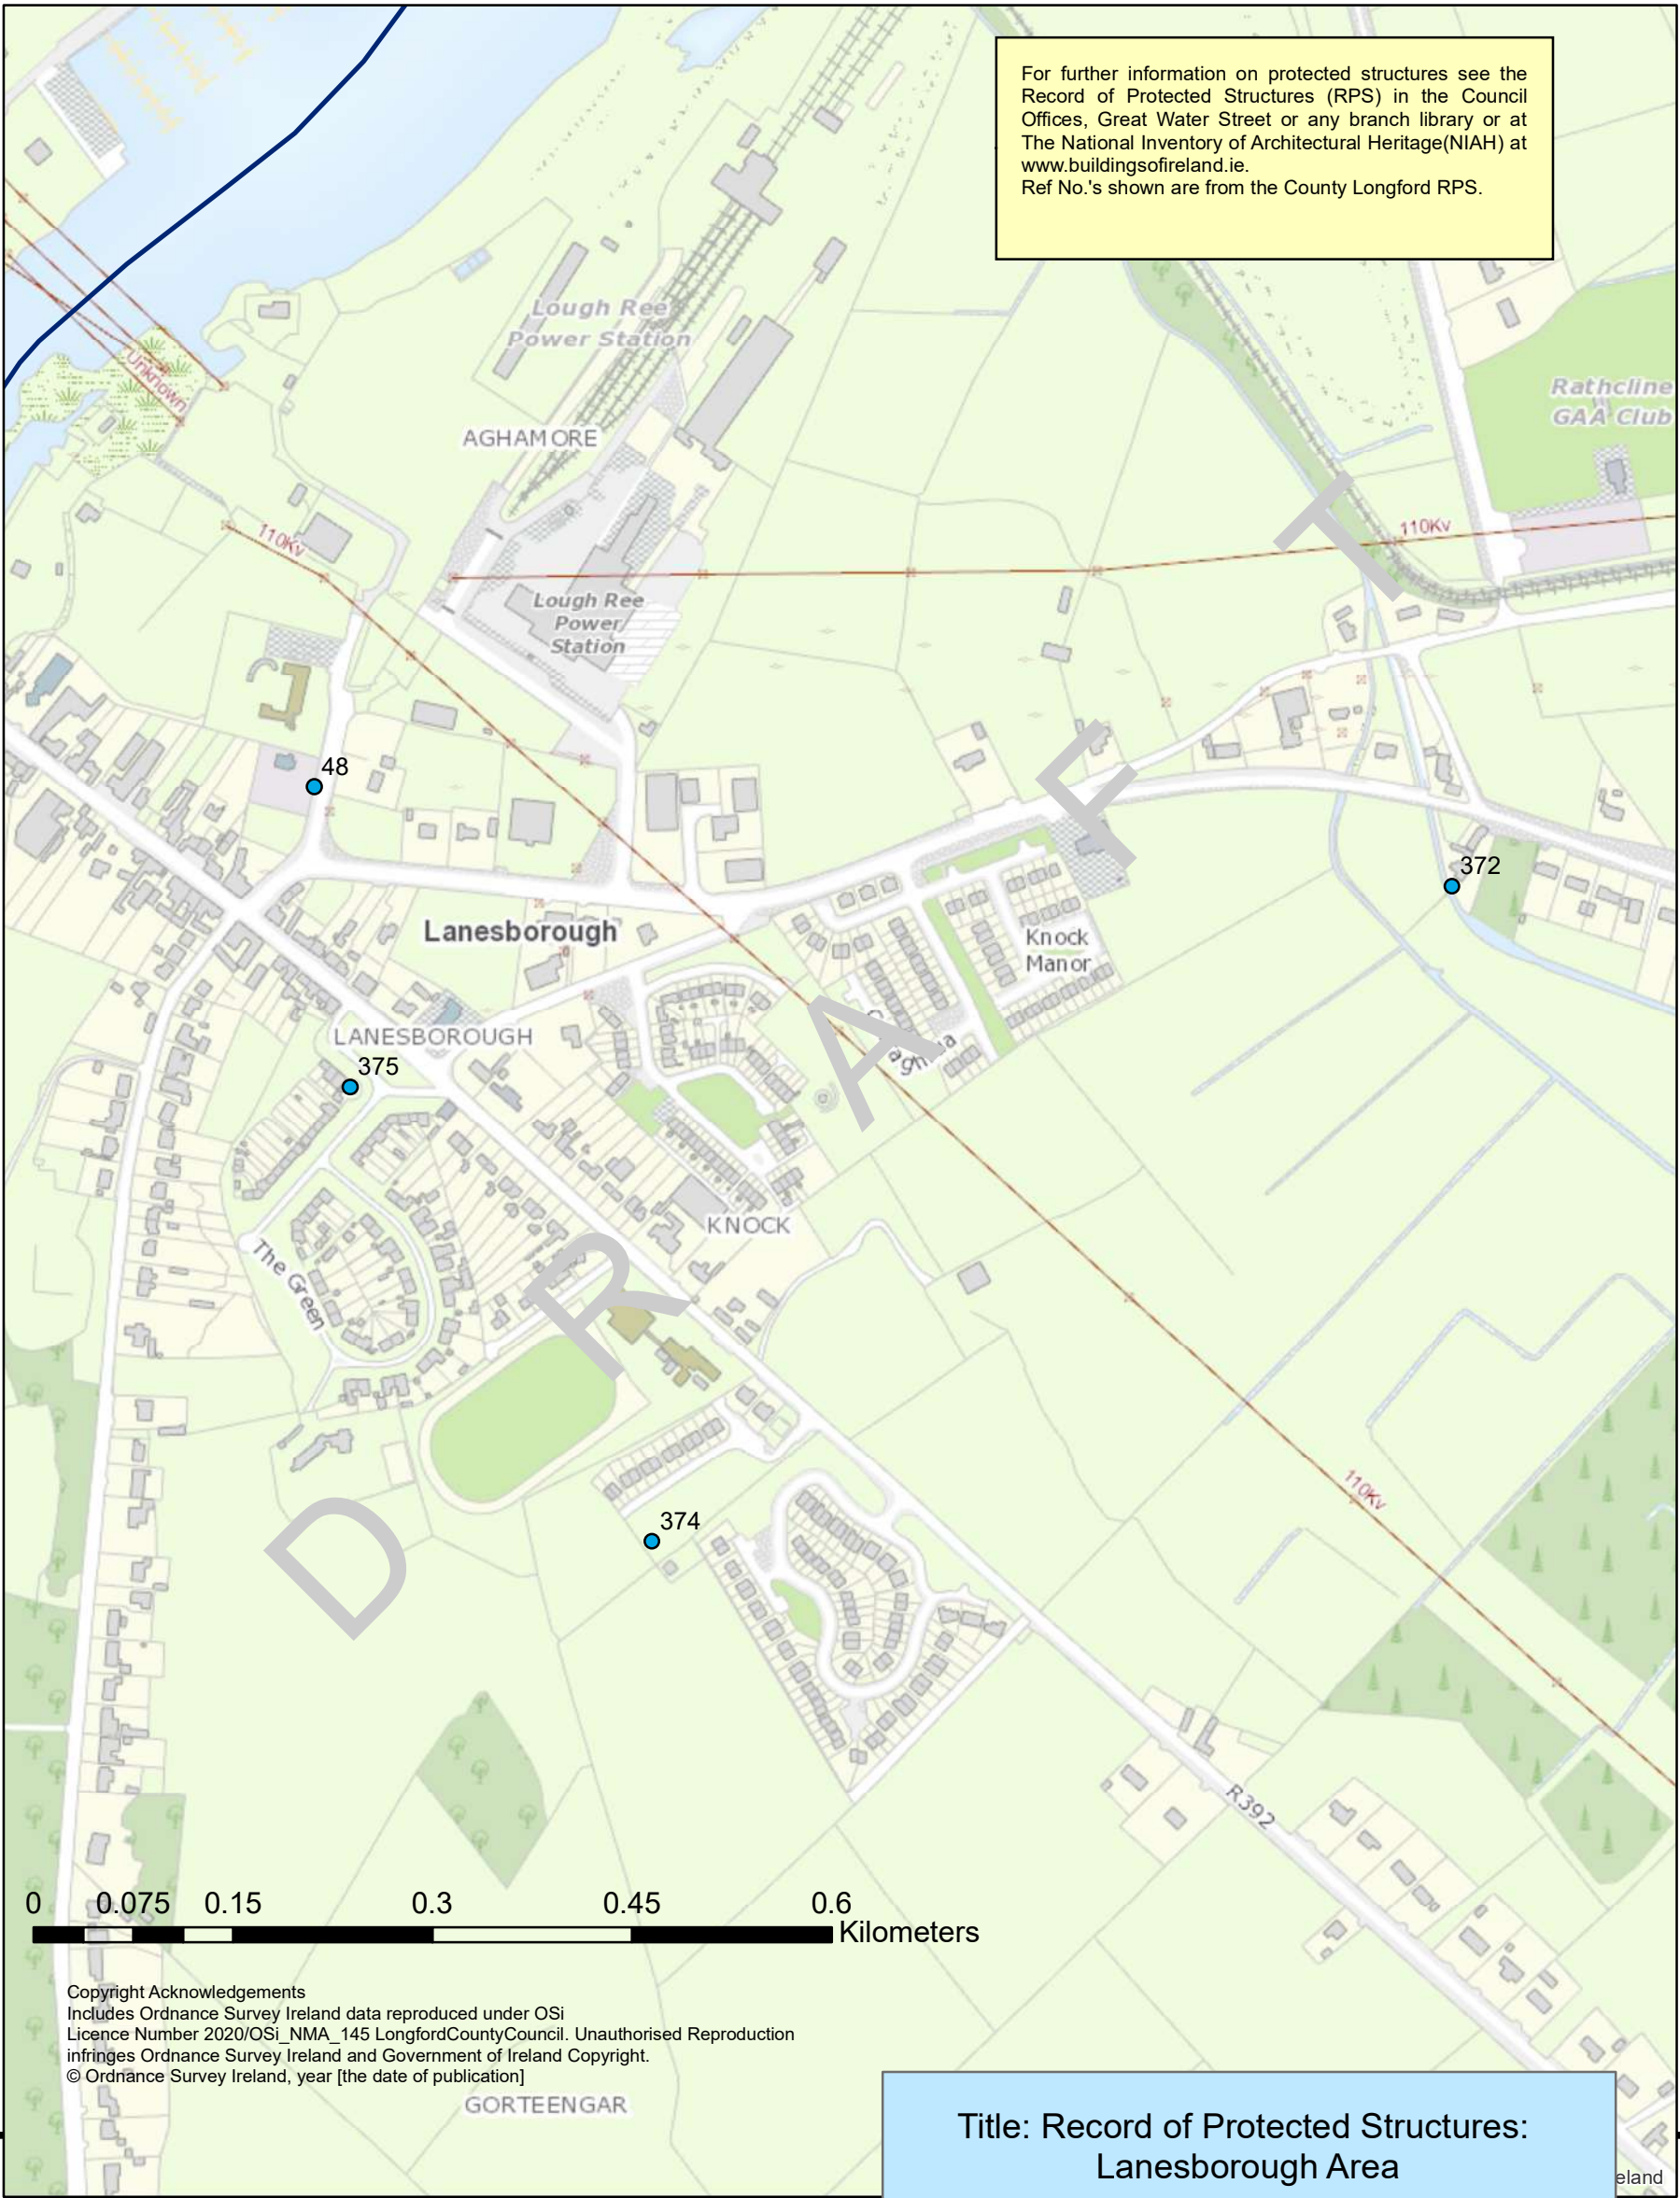 For further information on protected structures see the
Record of Protected Structures (RPS) in the Council
Offices, Great Water Street or any branch library or at
The National Inventory of Architectural Heritage(NIAH) at
www.buildingsofireland.ie.
Ref No.'s shown are from the County Longford RPS.
Lough Ree
Power Station
Unknown
Rathcline
GAA Club
AGHAMORE
110Kv
110Kv
Lough Ree
Power
Station
48
372
Lanesborough
Knock
Manor
LANESBOROUGH
375
KNOCK
The Green
374
110Kv
R392
D R A F T
0 0.075 0.15 0.3 0.45 0.6
Kilometers
Copyright Acknowledgements
Includes Ordnance Survey Ireland data reproduced under OSi
Licence Number 2020/OSi_NMA_145 LongfordCountyCouncil. Unauthorised Reproduction
infringes Ordnance Survey Ireland and Government of Ireland Copyright.
© Ordnance Survey Ireland, year [the date of publication]
GORTEENGAR
Title: Record of Protected Structures:
Lanesborough Area
eland